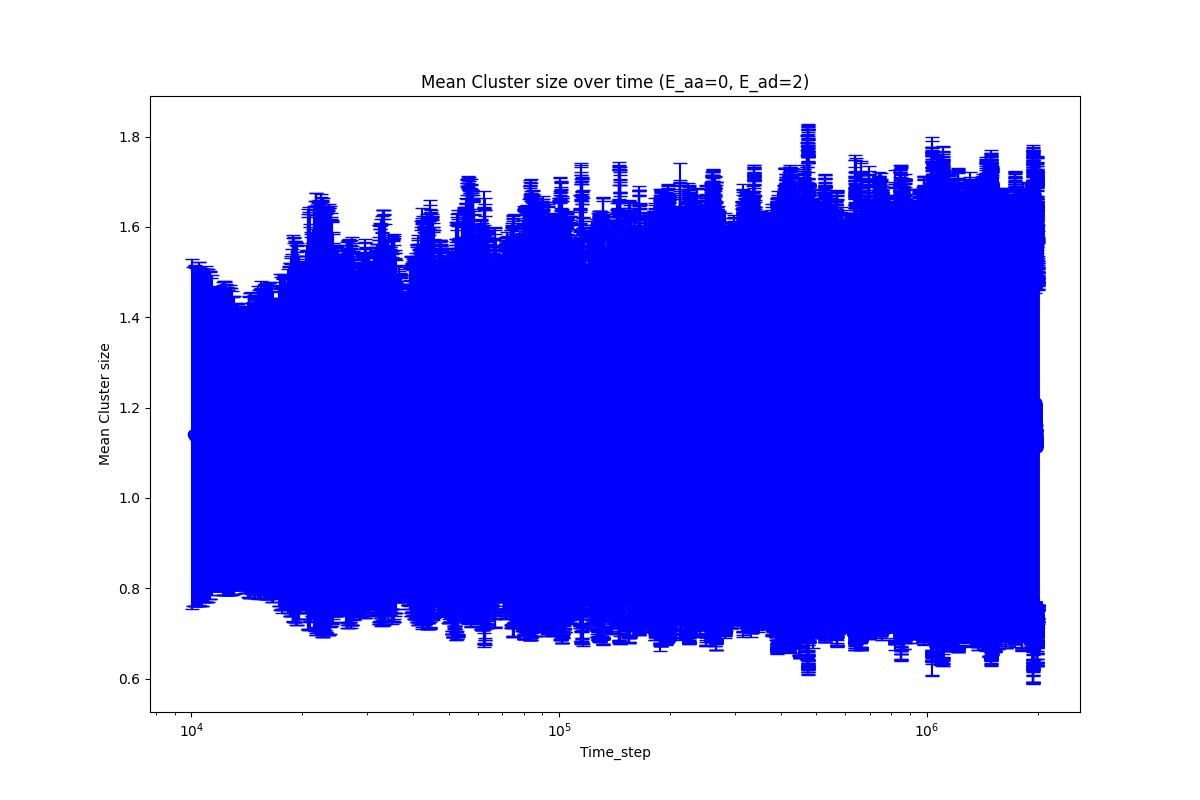 Mean Cluster size over time (E_aa=0, E_ad=2)
1.8
1.6
1.4
1.2
1.0
0.8
0.6
Mean Cluster size
10⁴ 10⁵ 10⁶
Time_step